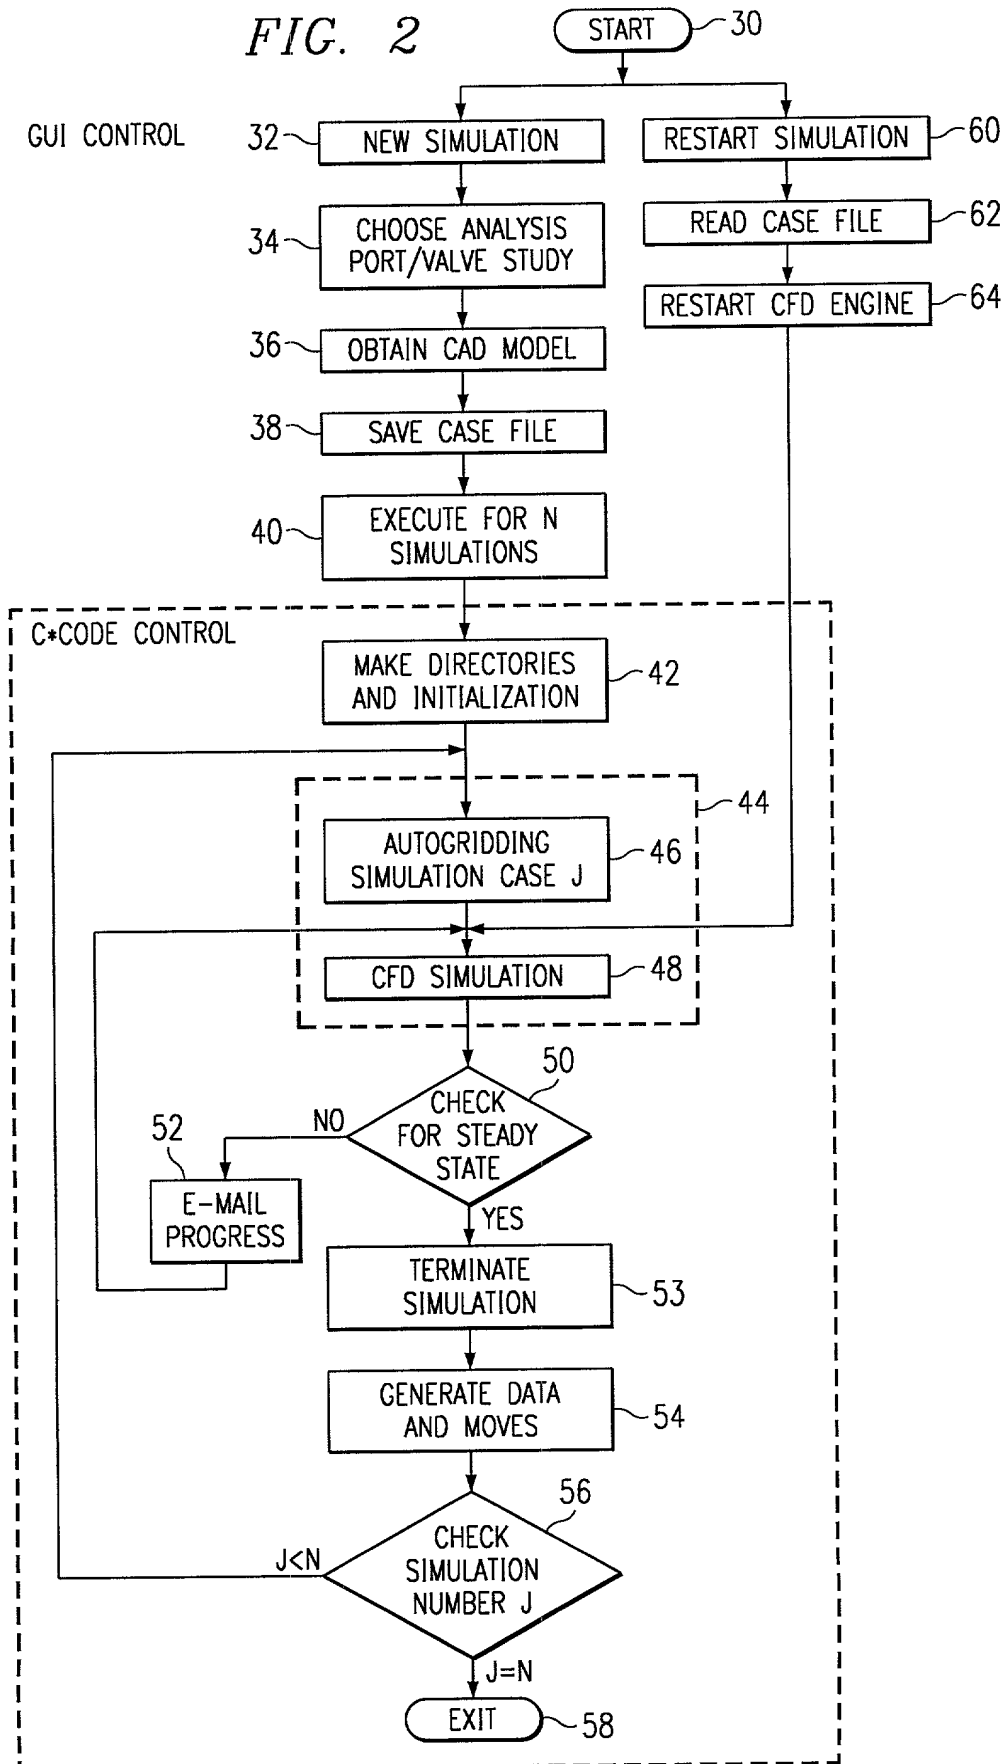 FIG. 2
START
30
GUI CONTROL
32
NEW SIMULATION
RESTART SIMULATION
60
34
CHOOSE ANALYSIS
PORT/VALVE STUDY
READ CASE FILE
62
RESTART CFD ENGINE
64
36
OBTAIN CAD MODEL
38
SAVE CASE FILE
40
EXECUTE FOR N
SIMULATIONS
C*CODE CONTROL
MAKE DIRECTORIES
AND INITIALIZATION
42
44
AUTOGRIDDING
SIMULATION CASE J
46
CFD SIMULATION
48
50
CHECK
FOR STEADY
STATE
NO
52
E-MAIL
PROGRESS
YES
TERMINATE
SIMULATION
53
GENERATE DATA
AND MOVES
54
56
CHECK
SIMULATION
NUMBER J
J<N
J=N
EXIT
58